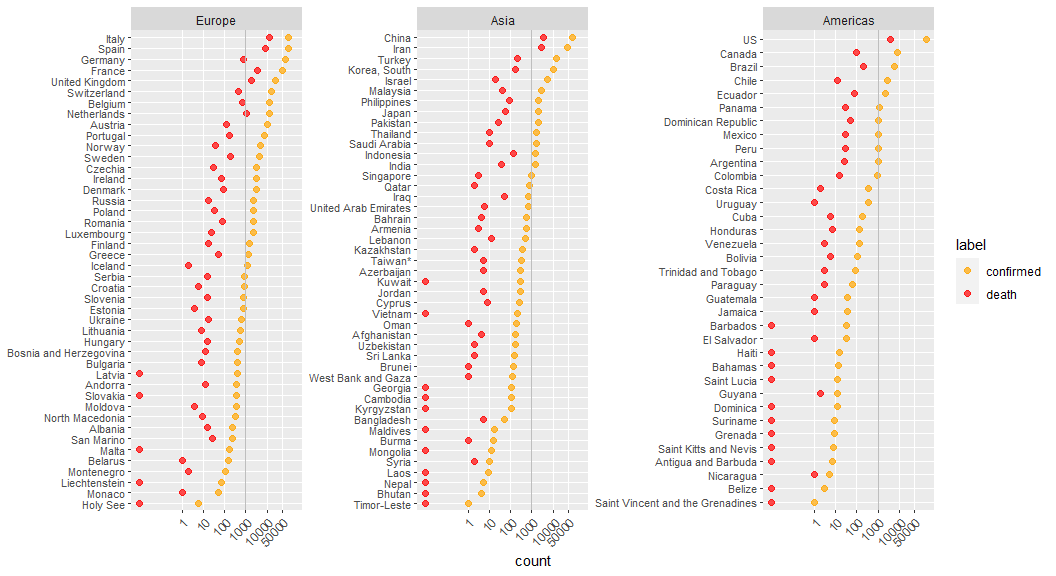 Europe
Italy
Spain
Germany
France
United Kingdom
Switzerland
Belgium
Netherlands
Austria
Portugal
Norway
Sweden
Czechia
Ireland
Denmark
Russia
Poland
Romania
Luxembourg
Finland
Greece
Iceland
Serbia
Croatia
Slovenia
Estonia
Ukraine
Lithuania
Hungary
Bosnia and Herzegovina
Bulgaria
Latvia
Andorra
Slovakia
Moldova
North Macedonia
Albania
San Marino
Malta
Belarus
Montenegro
Liechtenstein
Monaco
Holy See
1 10 100 1000 10000 50000
Asia
China
Iran
Turkey
Korea, South
Israel
Malaysia
Philippines
Japan
Pakistan
Thailand
Saudi Arabia
Indonesia
India
Singapore
Qatar
Iraq
United Arab Emirates
Bahrain
Armenia
Lebanon
Kazakhstan
Taiwan*
Azerbaijan
Kuwait
Jordan
Cyprus
Vietnam
Oman
Afghanistan
Uzbekistan
Sri Lanka
Brunei
West Bank and Gaza
Georgia
Cambodia
Kyrgyzstan
Bangladesh
Maldives
Burma
Mongolia
Syria
Laos
Nepal
Bhutan
Timor-Leste
1 10 100 1000 10000 50000
Americas
US
Canada
Brazil
Chile
Ecuador
Panama
Dominican Republic
Mexico
Peru
Argentina
Colombia
Costa Rica
Uruguay
Cuba
Honduras
Venezuela
Bolivia
Trinidad and Tobago
Paraguay
Guatemala
Jamaica
Barbados
El Salvador
Haiti
Bahamas
Saint Lucia
Guyana
Dominica
Suriname
Grenada
Saint Kitts and Nevis
Antigua and Barbuda
Nicaragua
Belize
Saint Vincent and the Grenadines
1 10 100 1000 10000 50000
count
label
confirmed
death